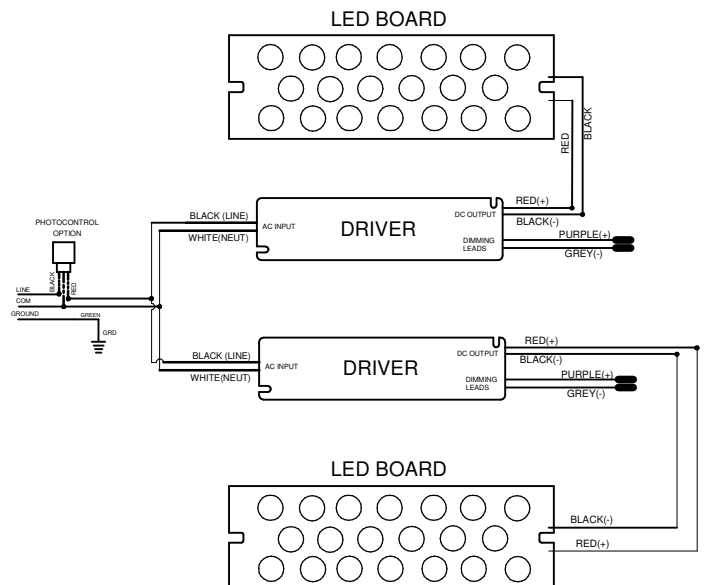 LED BOARD
RED
BLACK
RED(+)
DC OUTPUT
BLACK(-)
BLACK (LINE)
AC INPUT
WHITE(NEUT)
DRIVER
DIMMING
LEADS
PURPLE(+)
GREY(-)
PHOTOCONTROL
OPTION
BLACK
RED
LINE
COM
GROUND
GREEN
GRD
RED(+)
DC OUTPUT
BLACK(-)
BLACK (LINE)
AC INPUT
WHITE(NEUT)
DRIVER
DIMMING
LEADS
PURPLE(+)
GREY(-)
LED BOARD
BLACK(-)
RED(+)